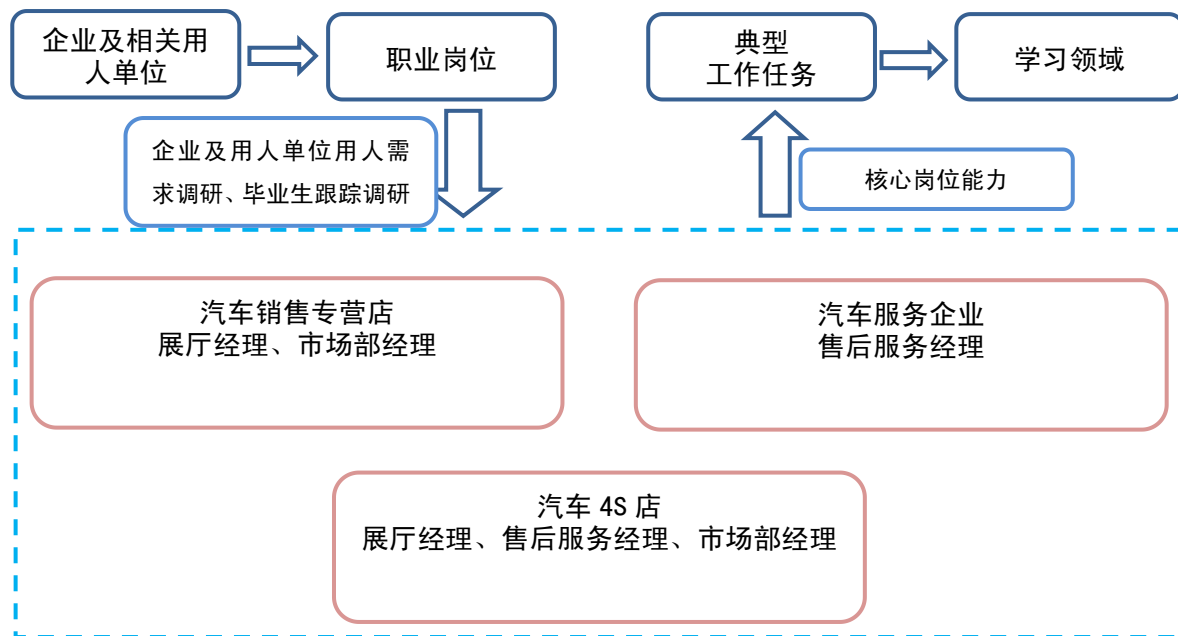 企业及相关用
人单位
职业岗位
典型
工作任务
学习领域
企业及用人单位用人需
求调研、毕业生跟踪调研
核心岗位能力
汽车销售专营店
展厅经理、市场部经理
汽车服务企业
售后服务经理
汽车 4S 店
展厅经理、售后服务经理、市场部经理